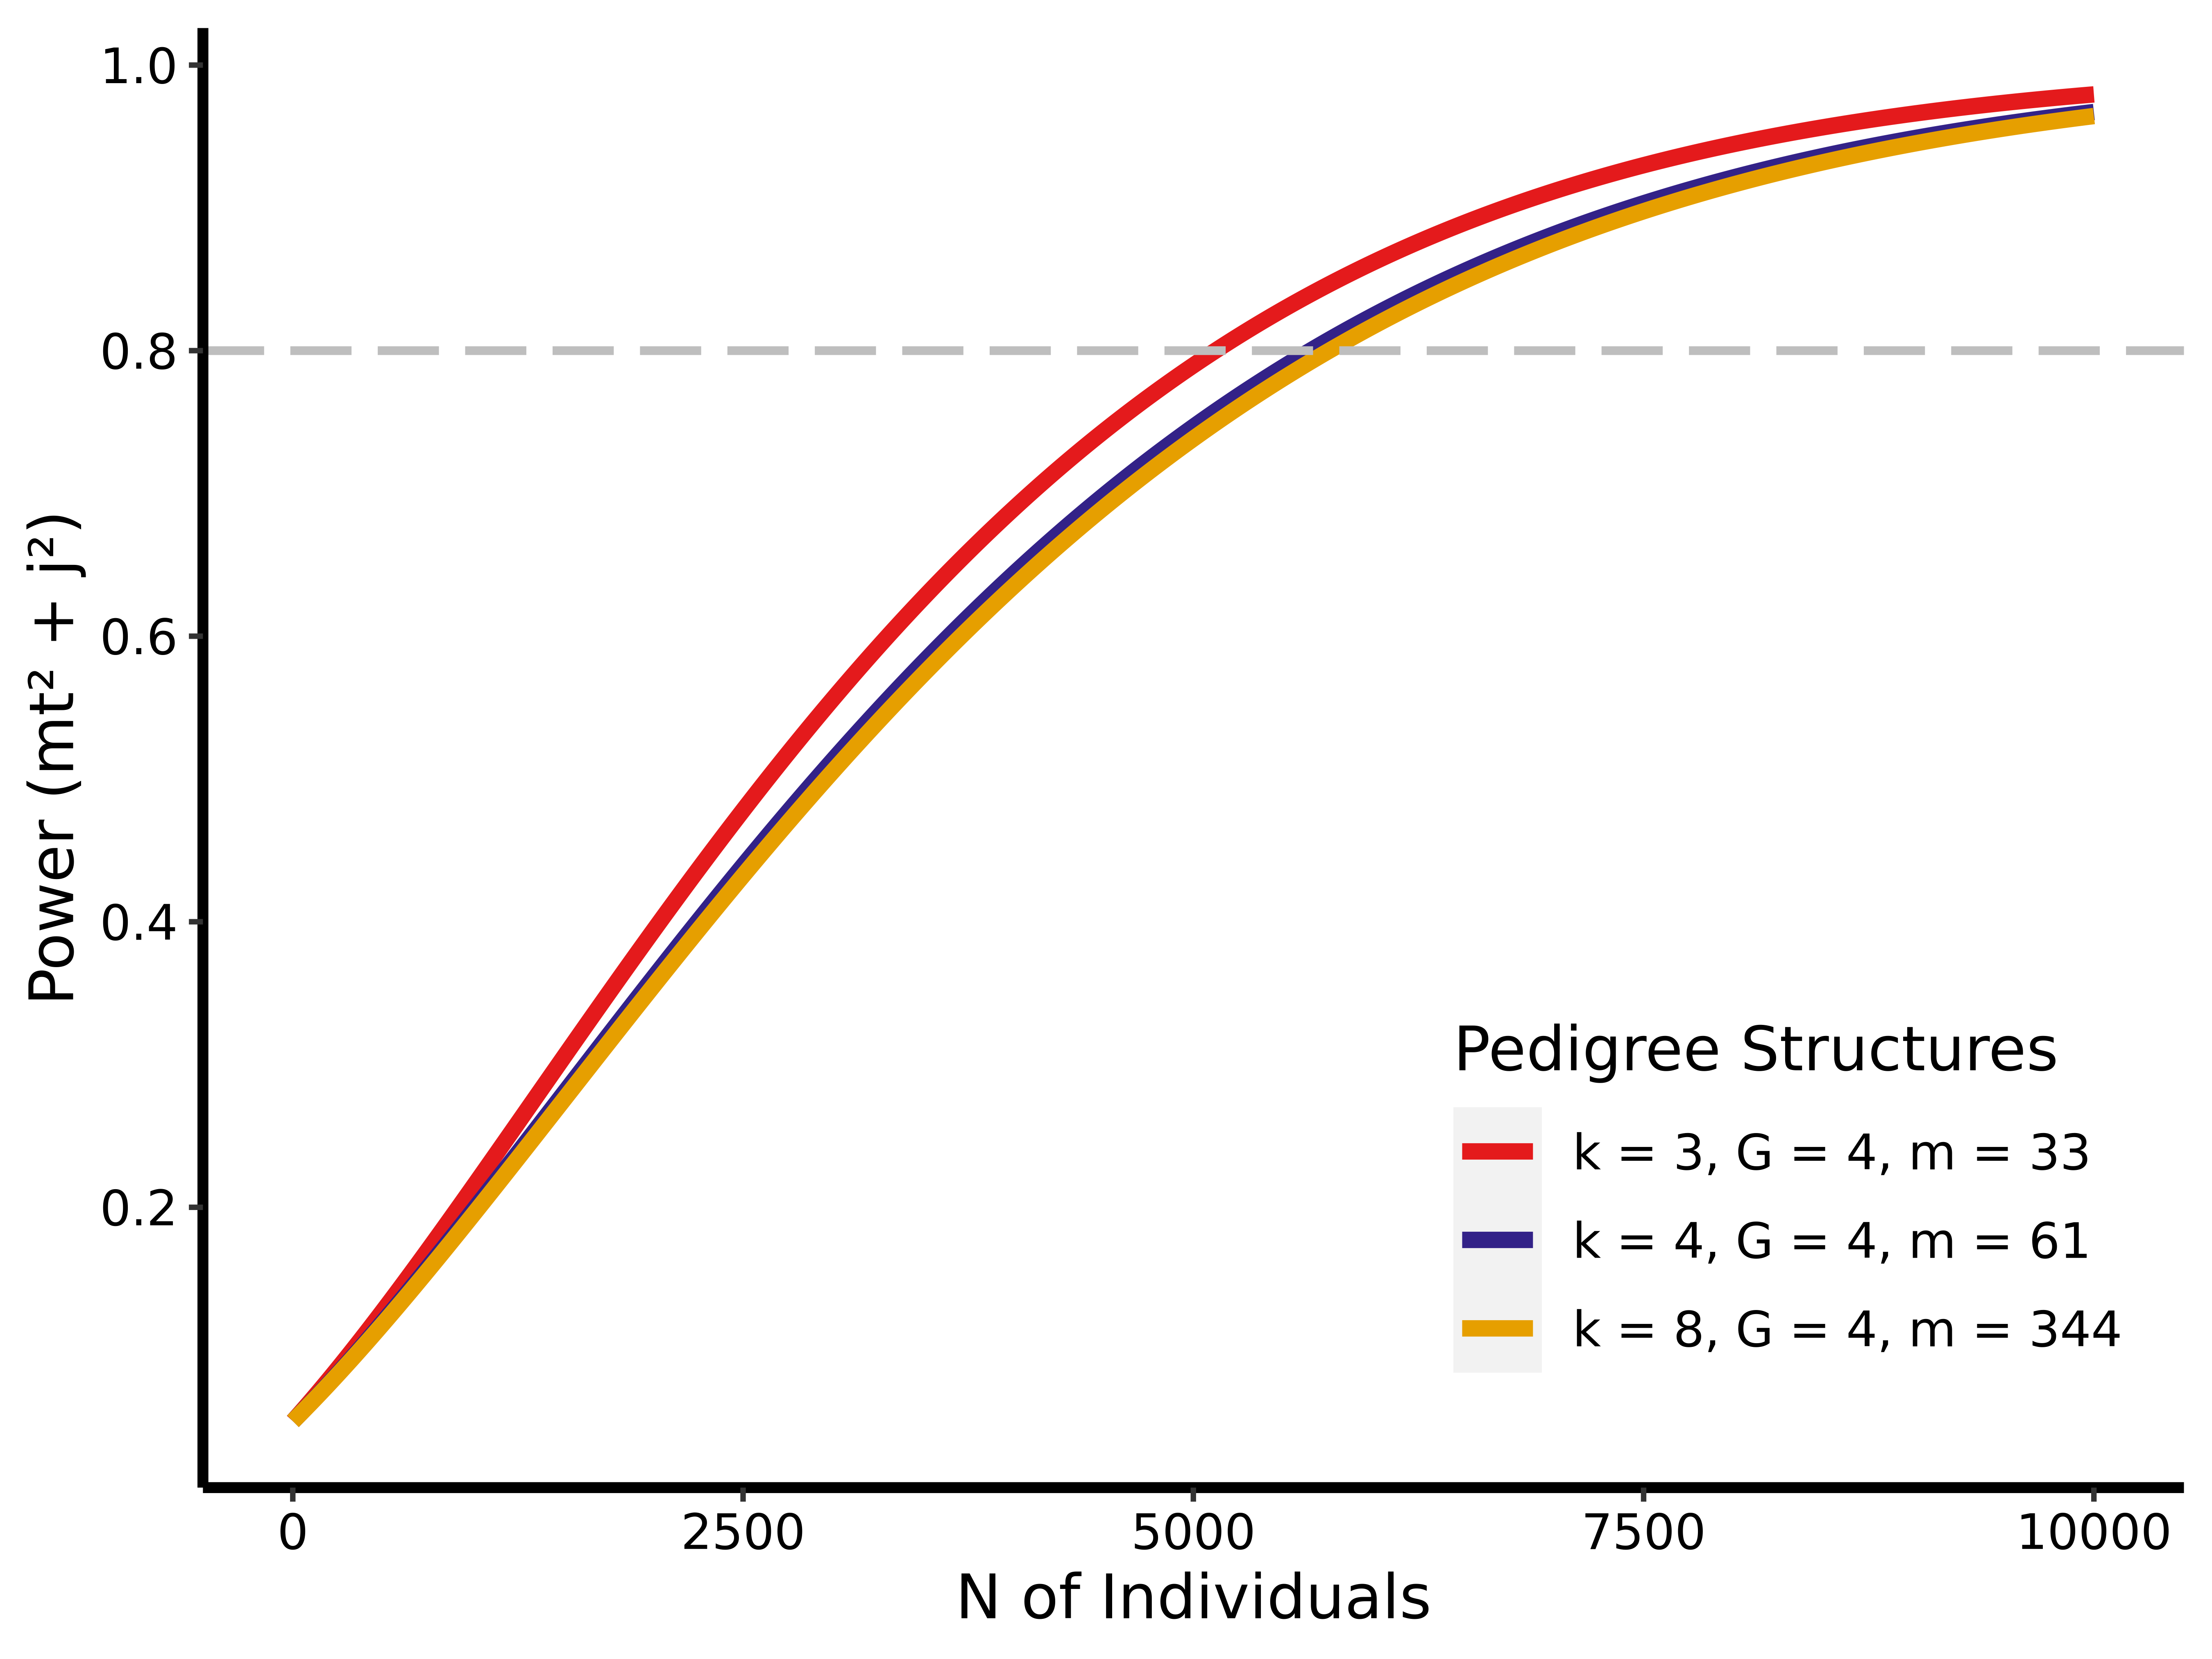 1.0
0.8
0.6
0.4
0.2
Power (mt² + j²)
Pedigree Structures
k = 3, G = 4, m = 33
k = 4, G = 4, m = 61
k = 8, G = 4, m = 344
0 2500 5000 7500 10000
N of Individuals